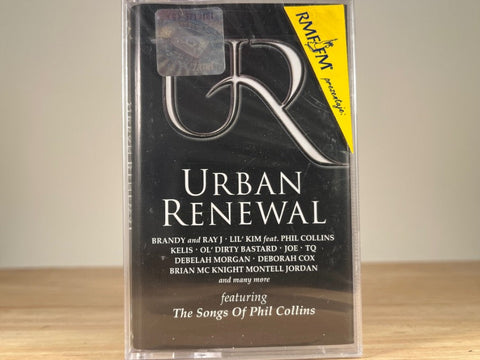 RMF FM
prezentuje:
UR
URBAN
RENEWAL
BRANDY and RAY J · LIL' KIM feat. PHIL COLLINS
KELIS · OL' DIRTY BASTARD · JOE · TQ
DEBELAH MORGAN · DEBORAH COX
BRIAN MC KNIGHT MONTELL JORDAN
and many more
featuring
The Songs Of Phil Collins